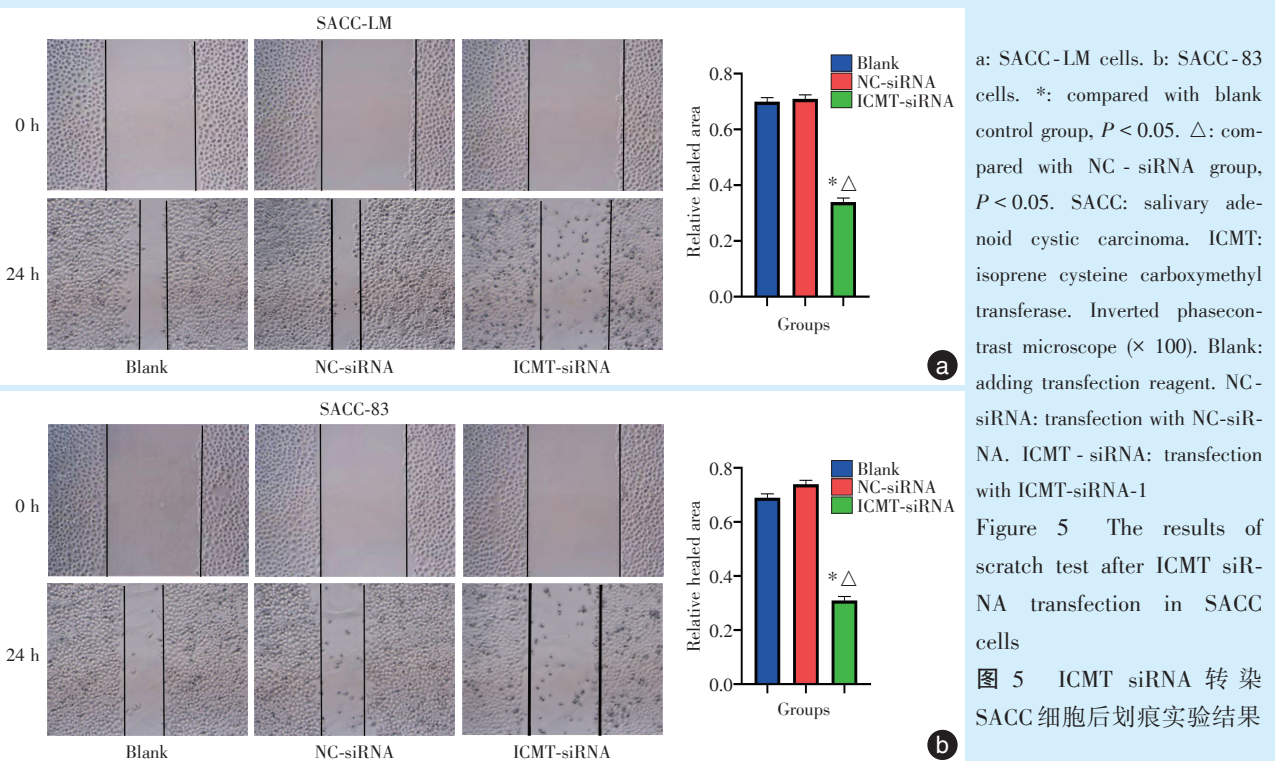 SACC-LM
0 h
24 h
Blank
NC-siRNA
ICMT-siRNA
Relative healed area
0.8
0.6
0.4
0.2
0.0
Blank
NC-siRNA
ICMT-siRNA
*△
Groups
a
SACC-83
0 h
24 h
Blank
NC-siRNA
ICMT-siRNA
Relative healed area
0.8
0.6
0.4
0.2
0.0
Blank
NC-siRNA
ICMT-siRNA
*△
Groups
b
a: SACC-LM cells. b: SACC-83
cells. *: compared with blank
control group, P < 0.05. △: com-
pared with NC - siRNA group,
P < 0.05. SACC: salivary ade-
noid cystic carcinoma. ICMT:
isoprene cysteine carboxymethyl
transferase. Inverted phasecon-
trast microscope (× 100). Blank:
adding transfection reagent. NC-
siRNA: transfection with NC-siR-
NA. ICMT - siRNA: transfection
with ICMT-siRNA-1
Figure 5 The results of
scratch test after ICMT siR-
NA transfection in SACC
cells
图 5 ICMT siRNA 转染
SACC细胞后划痕实验结果